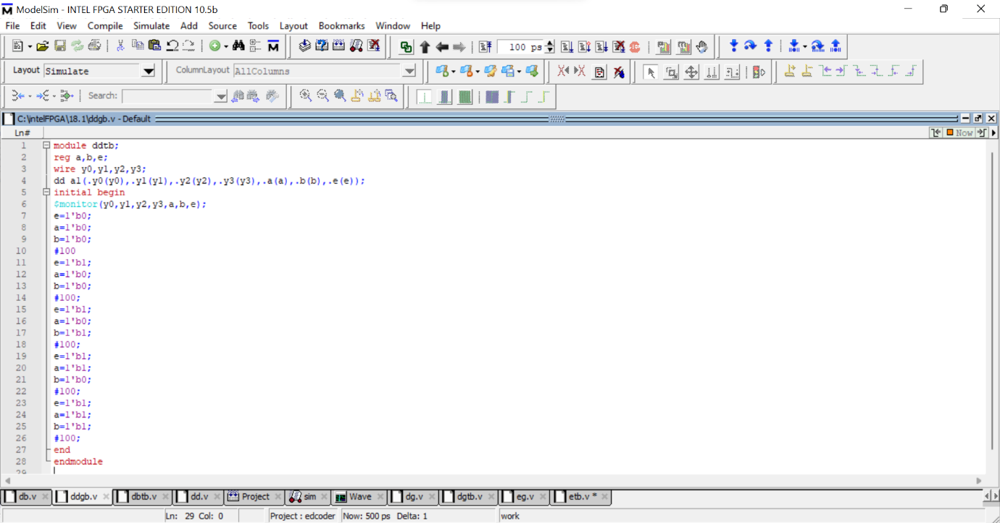 ModelSim - INTEL FPGA STARTER EDITION 10.5b
File Edit View Compile Simulate Add Source Tools Layout Bookmarks Window Help
100 ps
Layout Simulate ColumnLayout AllColumns
Search:
C:\intelFPGA\18.1\ddgb.v - Default
Ln# Now
1 module ddtb;
2 reg a,b,e;
3 wire y0,y1,y2,y3;
4 dd a1(.y0(y0),.y1(y1),.y2(y2),.y3(y3),.a(a),.b(b),.e(e));
5 initial begin
6 $monitor(y0,y1,y2,y3,a,b,e);
7 e=1'b0;
8 a=1'b0;
9 b=1'b0;
10 #100
11 e=1'b1;
12 a=1'b0;
13 b=1'b0;
14 #100;
15 e=1'b1;
16 a=1'b0;
17 b=1'b1;
18 #100;
19 e=1'b1;
20 a=1'b1;
21 b=1'b0;
22 #100;
23 e=1'b1;
24 a=1'b1;
25 b=1'b1;
26 #100;
27 end
28 endmodule
29
db.v ddgb.v dbtb.v dd.v Project sim Wave dg.v dgtb.v eg.v etb.v *
Ln: 29 Col: 0 Project : edcoder Now: 500 ps Delta: 1 work